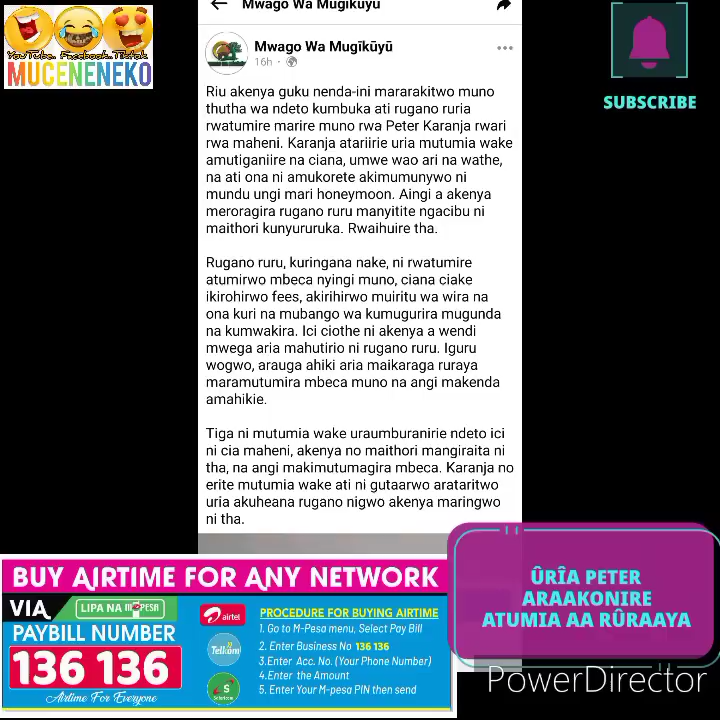 Mwago Wa Mugikuyu
YouTube. Facebook. Tiktok
MUCENENEKO
SUBSCRIBE
Mwago Wa Mugīkūyū
16h
Riu akenya guku nenda-ini mararakitwo muno
thutha wa ndeto kumbuka ati rugano ruria
rwatumire marire muno rwa Peter Karanja rwari
rwa maheni. Karanja atariirie uria mutumia wake
amutiganiire na ciana, umwe wao ari na wathe,
na ati ona ni amukorete akimumunywo ni
mundu ungi mari honeymoon. Aingi a akenya
meroragira rugano ruru manyitite ngacibu ni
maithori kunyururuka. Rwaihuire tha.
Rugano ruru, kuringana nake, ni rwatumire
atumirwo mbeca nyingi muno, ciana ciake
ikirohirwo fees, akirihirwo muiritu wa wira na
ona kuri na mubango wa kumugurira mugunda
na kumwakira. Ici ciothe ni akenya a wendi
mwega aria mahutirio ni rugano ruru. Iguru
wogwo, arauga ahiki aria maikaraga ruraya
maramutumira mbeca muno na angi makenda
amahikie.
Tiga ni mutumia wake uraumburanirie ndeto ici
ni cia maheni, akenya no maithori mangiraita ni
tha, na angi makimutumagira mbeca. Karanja no
erite mutumia wake ati ni gutaarwo arataritwo
uria akuheana rugano nigwo akenya maringwo
ni tha.
ÛRÎA PETER
ARAAKONIRE
ATUMIA AA RÛRAAYA
BUY AIRTIME FOR ANY NETWORK
VIA LIPA NA M-PESA
PAYBILL NUMBER
136 136
Airtime For Everyone
airtel
Telkom
Safaricom
PROCEDURE FOR BUYING AIRTIME
1. Go to M-Pesa menu, Select Pay Bill
2. Enter Business No 136 136
3.Enter Acc. No. (Your Phone Number)
4.Enter the Amount
5. Enter Your M-pesa PIN then send
PowerDirector